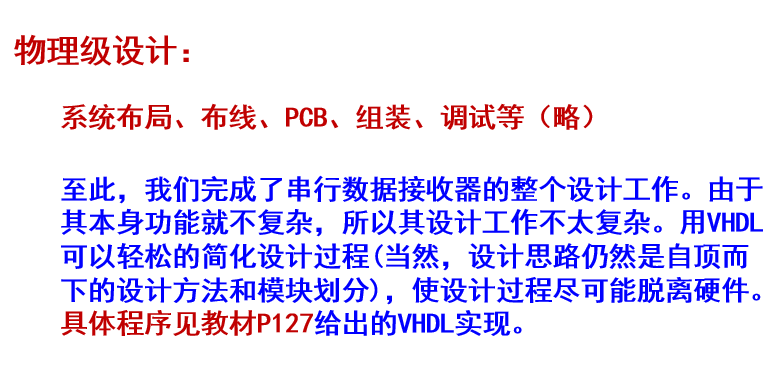 物理级设计：
系统布局、布线、PCB、组装、调试等（略）
至此，我们完成了串行数据接收器的整个设计工作。由于
其本身功能就不复杂，所以其设计工作不太复杂。用VHDL
可以轻松的简化设计过程(当然，设计思路仍然是自顶而
下的设计方法和模块划分)，使设计过程尽可能脱离硬件。
具体程序见教材P127给出的VHDL实现。